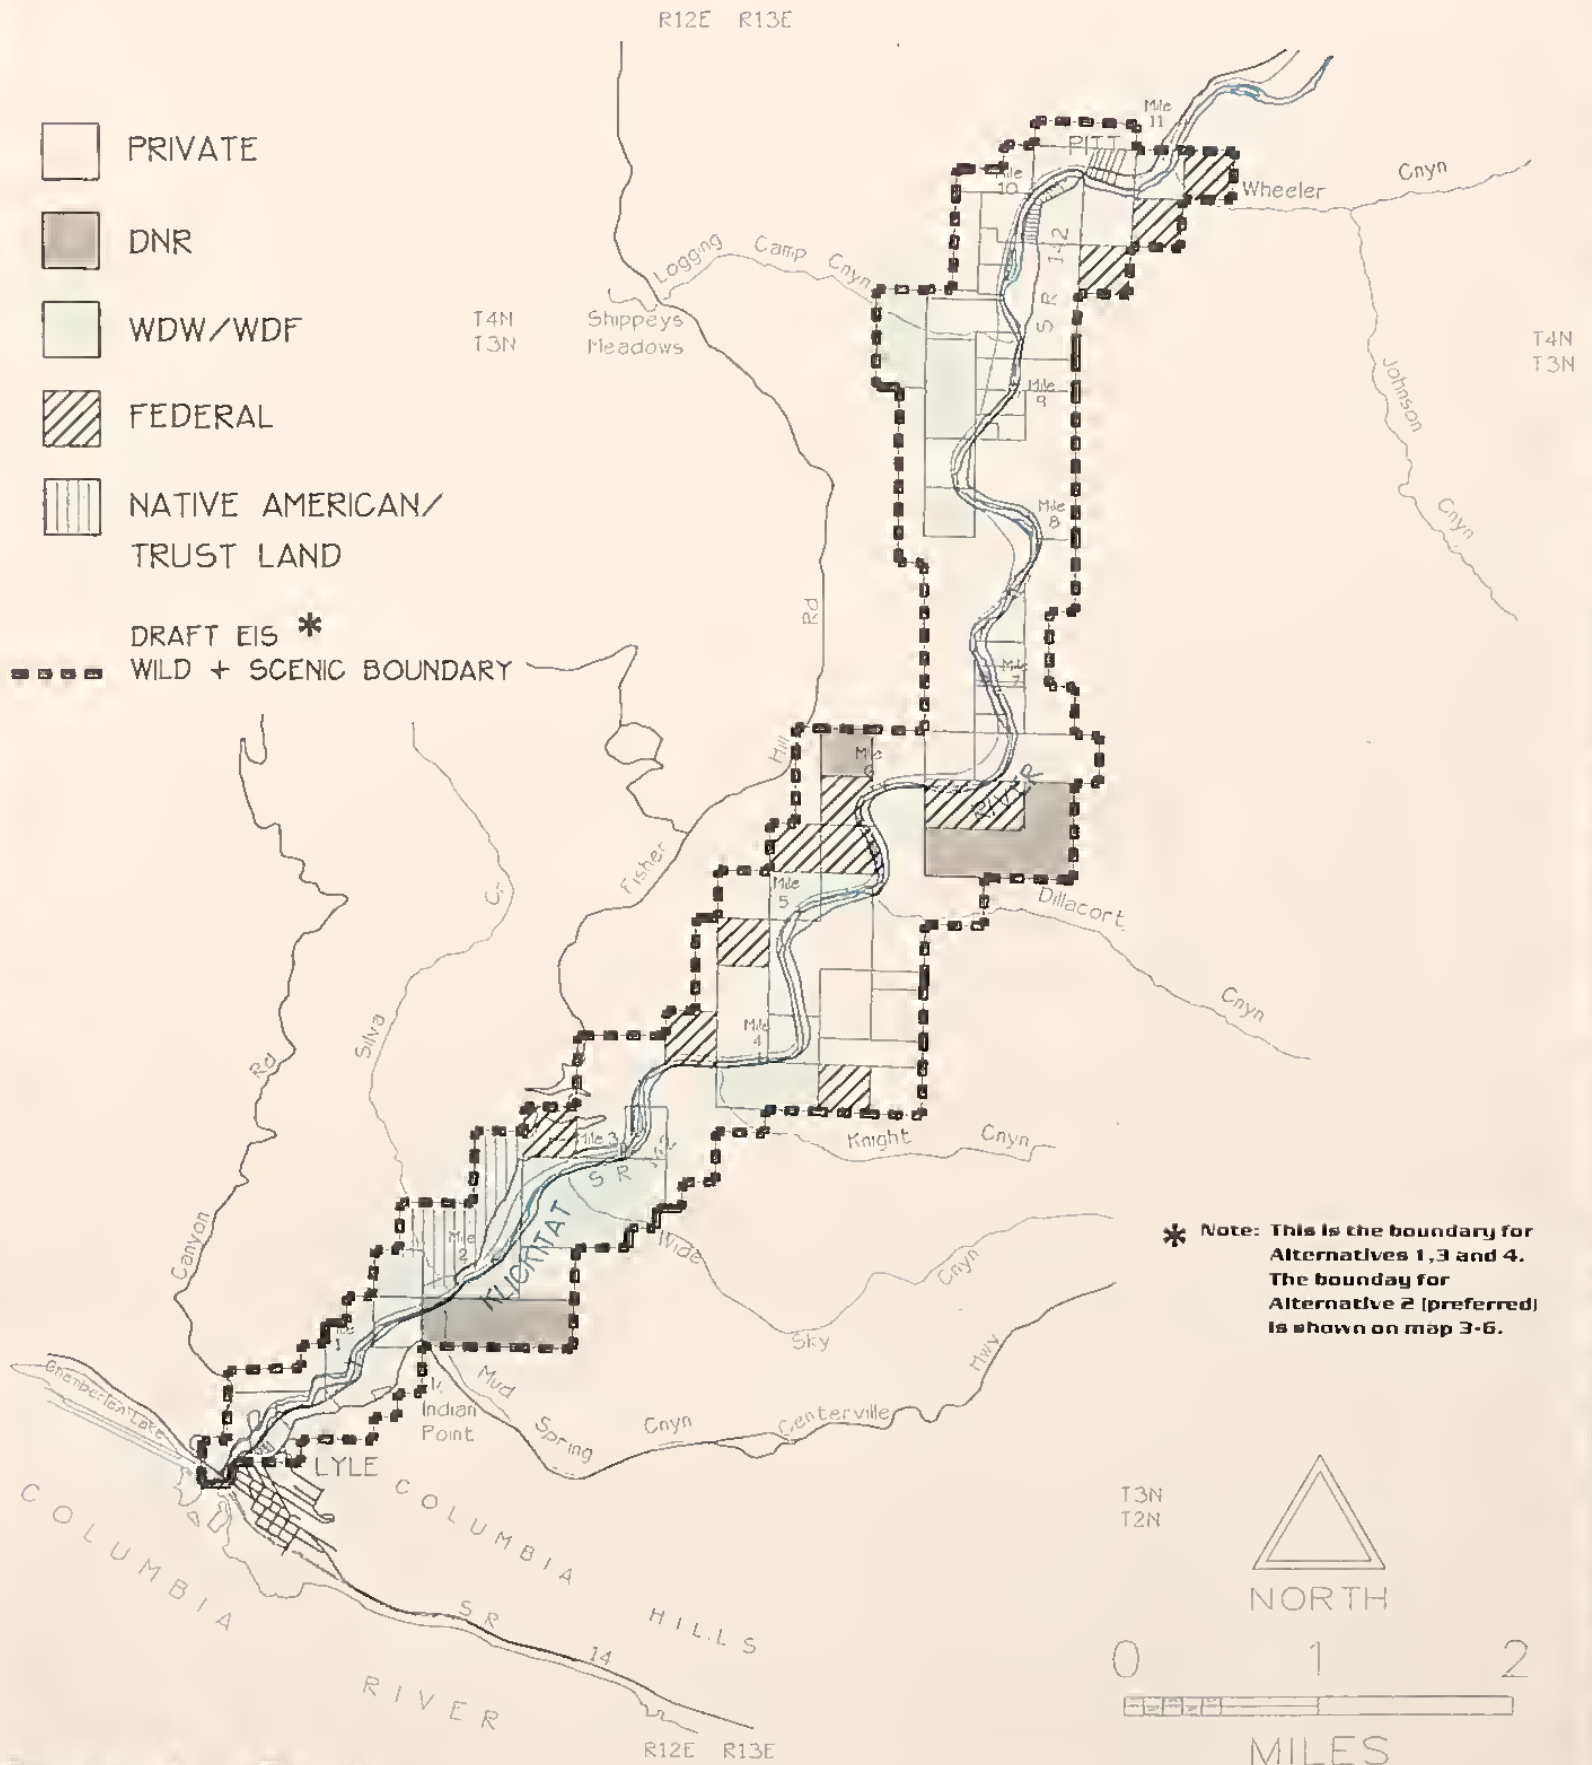 R12E R13E
PRIVATE
DNR
WDW/WDF
FEDERAL
NATIVE AMERICAN/
TRUST LAND
DRAFT EIS *
WILD + SCENIC BOUNDARY
Mile
11
PITT
Mile
10
Wheeler Cnyn
S R 142
Logging Camp Cnyn
T4N
T3N
Shippeys
Meadows
T4N
T3N
Johnson Cnyn
Mile
9
Mile
8
Mile
7
Mile
6
RIVER
Fisher Hill Rd
Mile
5
Dillacort Cnyn
Mile
4
Silva Cr
Canyon Rd
Knight Cnyn
Mile 3
S R 142
KLICKITAT
Mile
2
Wide Sky Cnyn
* Note: This is the boundary for
Alternatives 1,3 and 4.
The bounday for
Alternative 2 (preferred)
is shown on map 3-6.
Mile
1
Mud Spring Cnyn
Centerville Hwy
Indian
Point
Chamberlain Lake
LYLE
COLUMBIA HILLS
COLUMBIA RIVER
S R 14
T3N
T2N
NORTH
0 1 2
MILES
R12E R13E